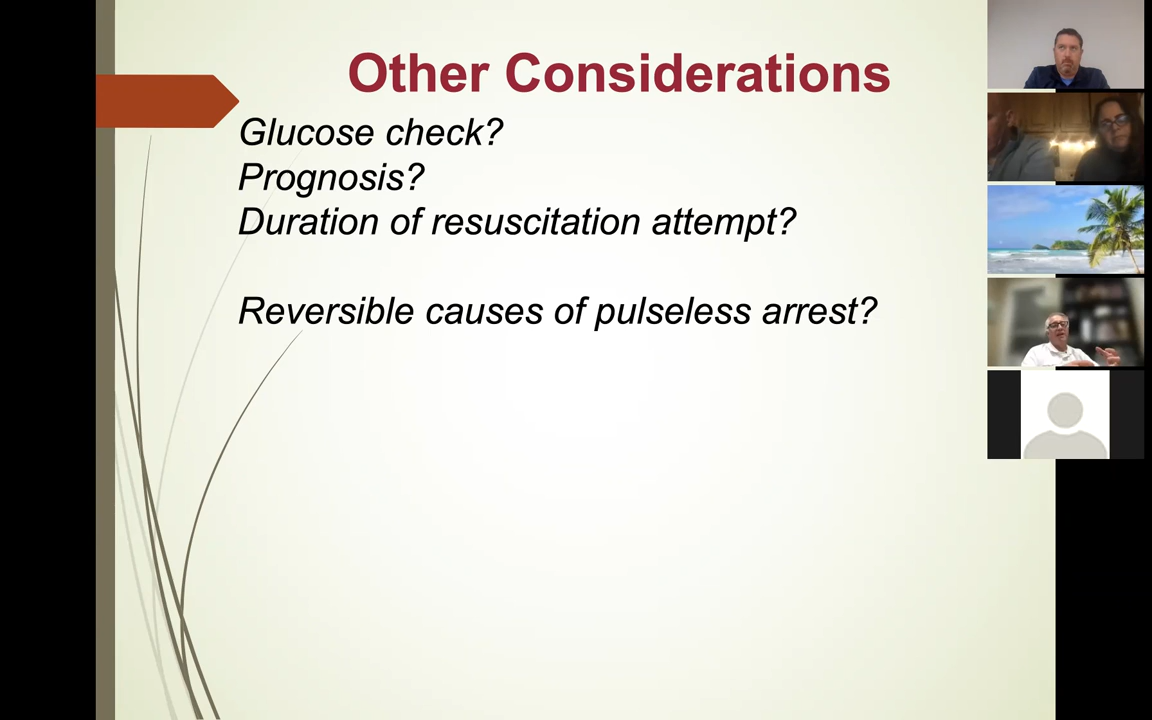 Other Considerations
Glucose check?
Prognosis?
Duration of resuscitation attempt?
Reversible causes of pulseless arrest?